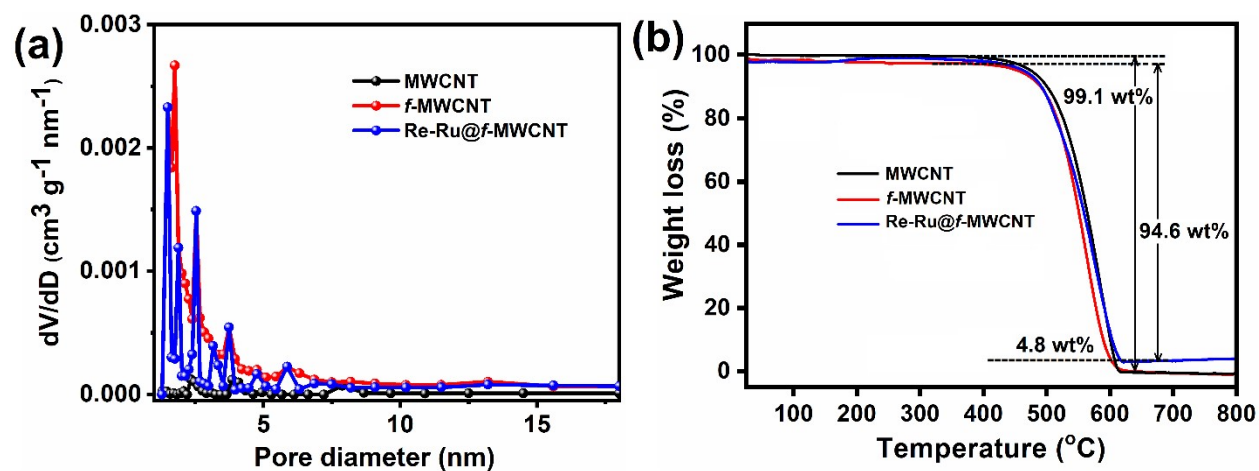 (a)
0.003
0.002
0.001
0.000
dV/dD (cm³ g⁻¹ nm⁻¹)
MWCNT
f-MWCNT
Re-Ru@f-MWCNT
5
10
15
Pore diameter (nm)
(b)
100
80
60
40
20
0
Weight loss (%)
99.1 wt%
MWCNT
f-MWCNT
Re-Ru@f-MWCNT
94.6 wt%
4.8 wt%
100 200 300 400 500 600 700 800
Temperature (°C)